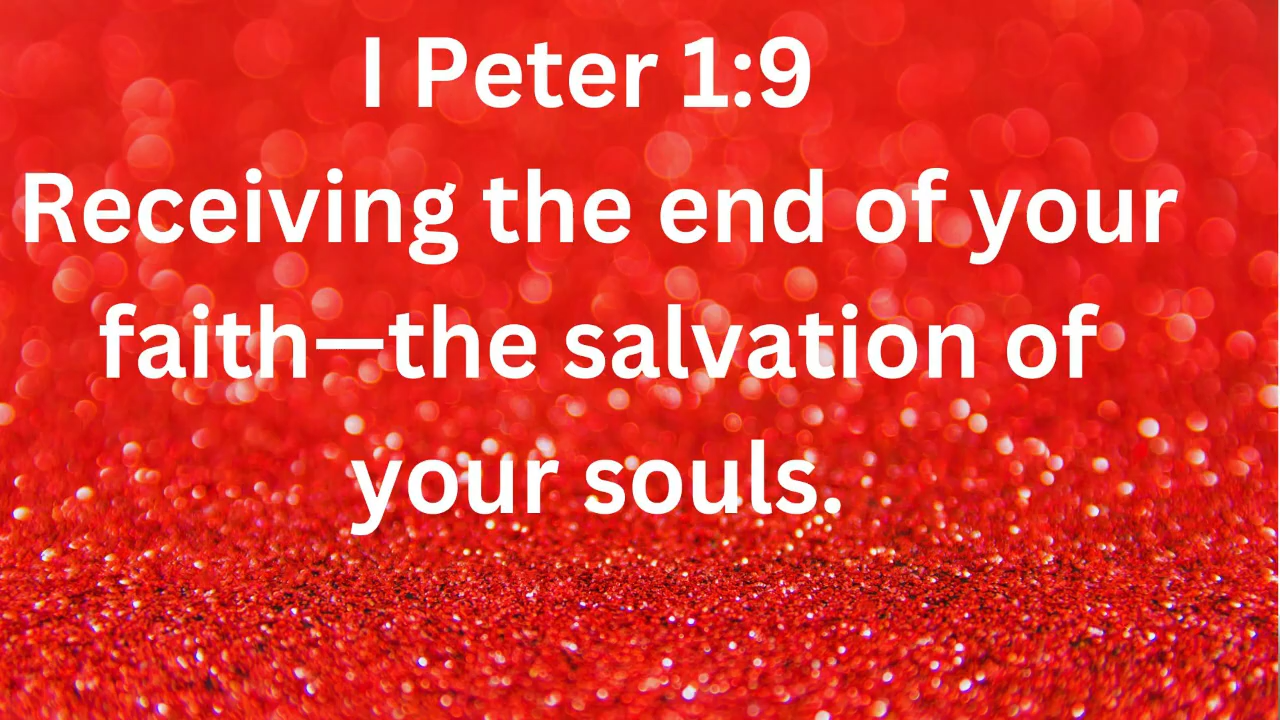 I Peter 1:9
Receiving the end of your
faith—the salvation of
your souls.